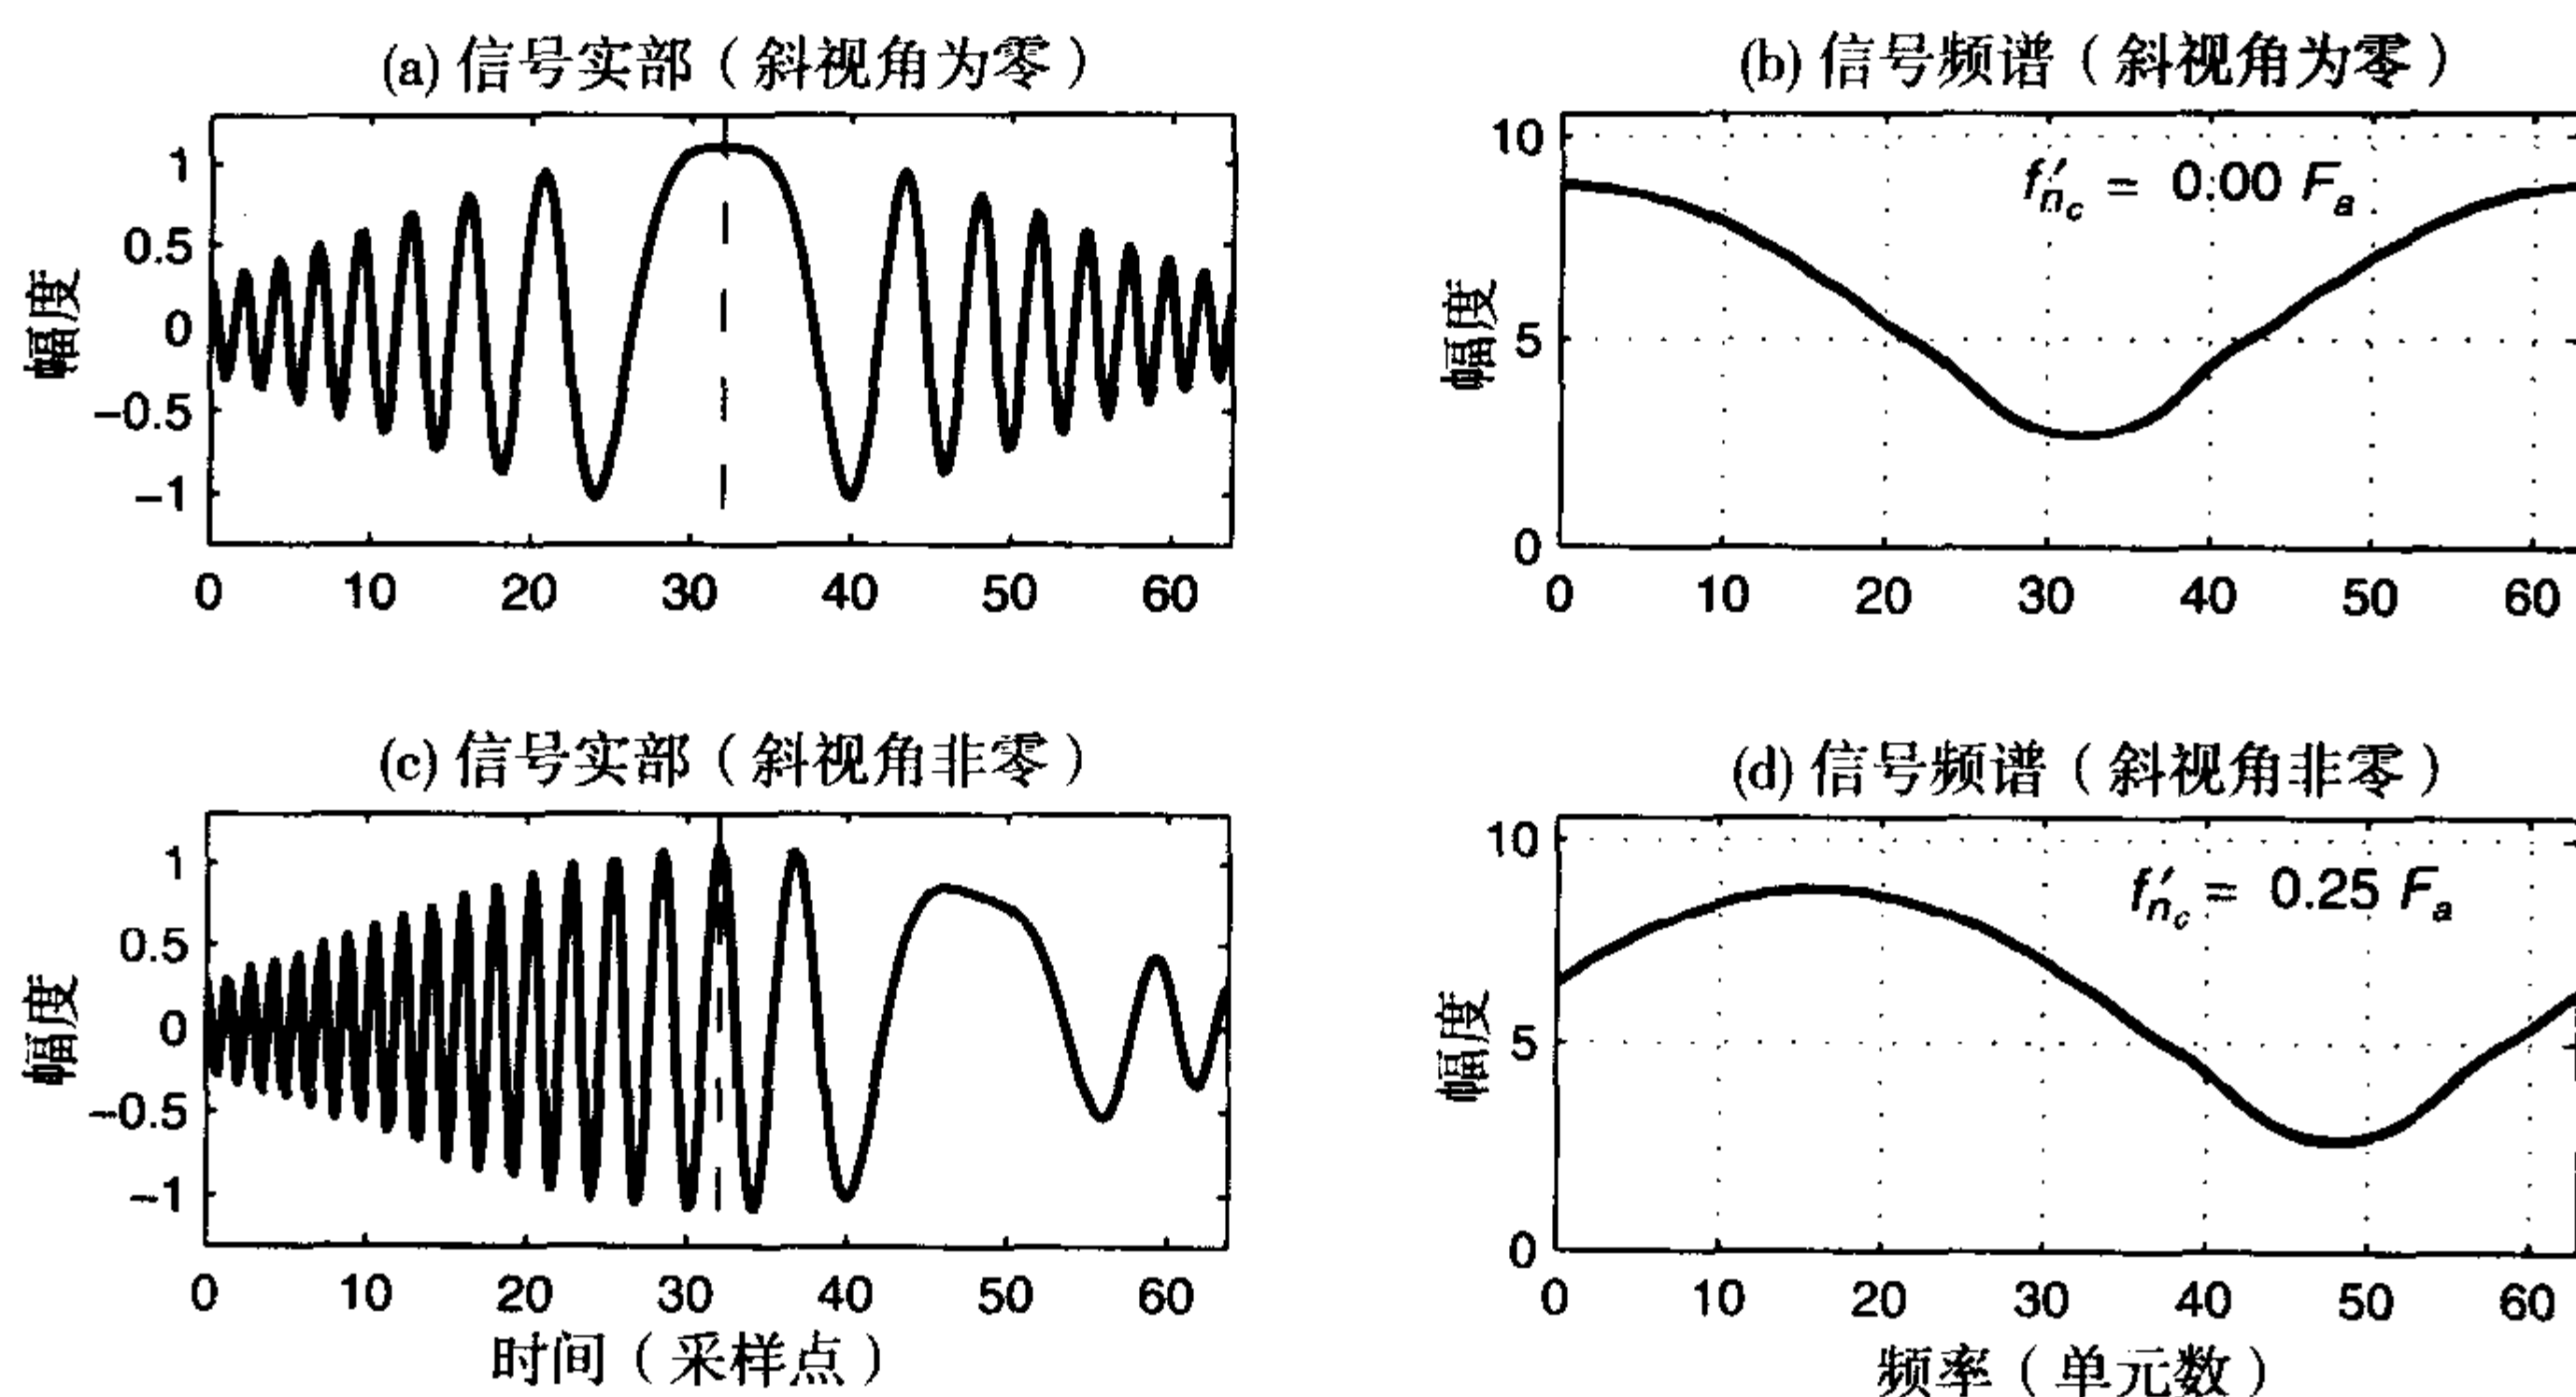 (a) 信号实部（斜视角为零）
1
0.5
0
−0.5
−1
幅度
0 10 20 30 40 50 60
(b) 信号频谱（斜视角为零）
10
5
0
幅度
f′nc = 0.00 Fa
0 10 20 30 40 50 60
(c) 信号实部（斜视角非零）
1
0.5
0
−0.5
−1
幅度
0 10 20 30 40 50 60
时间（采样点）
(d) 信号频谱（斜视角非零）
10
5
0
幅度
f′nc = 0.25 Fa
0 10 20 30 40 50 60
频率（单元数）